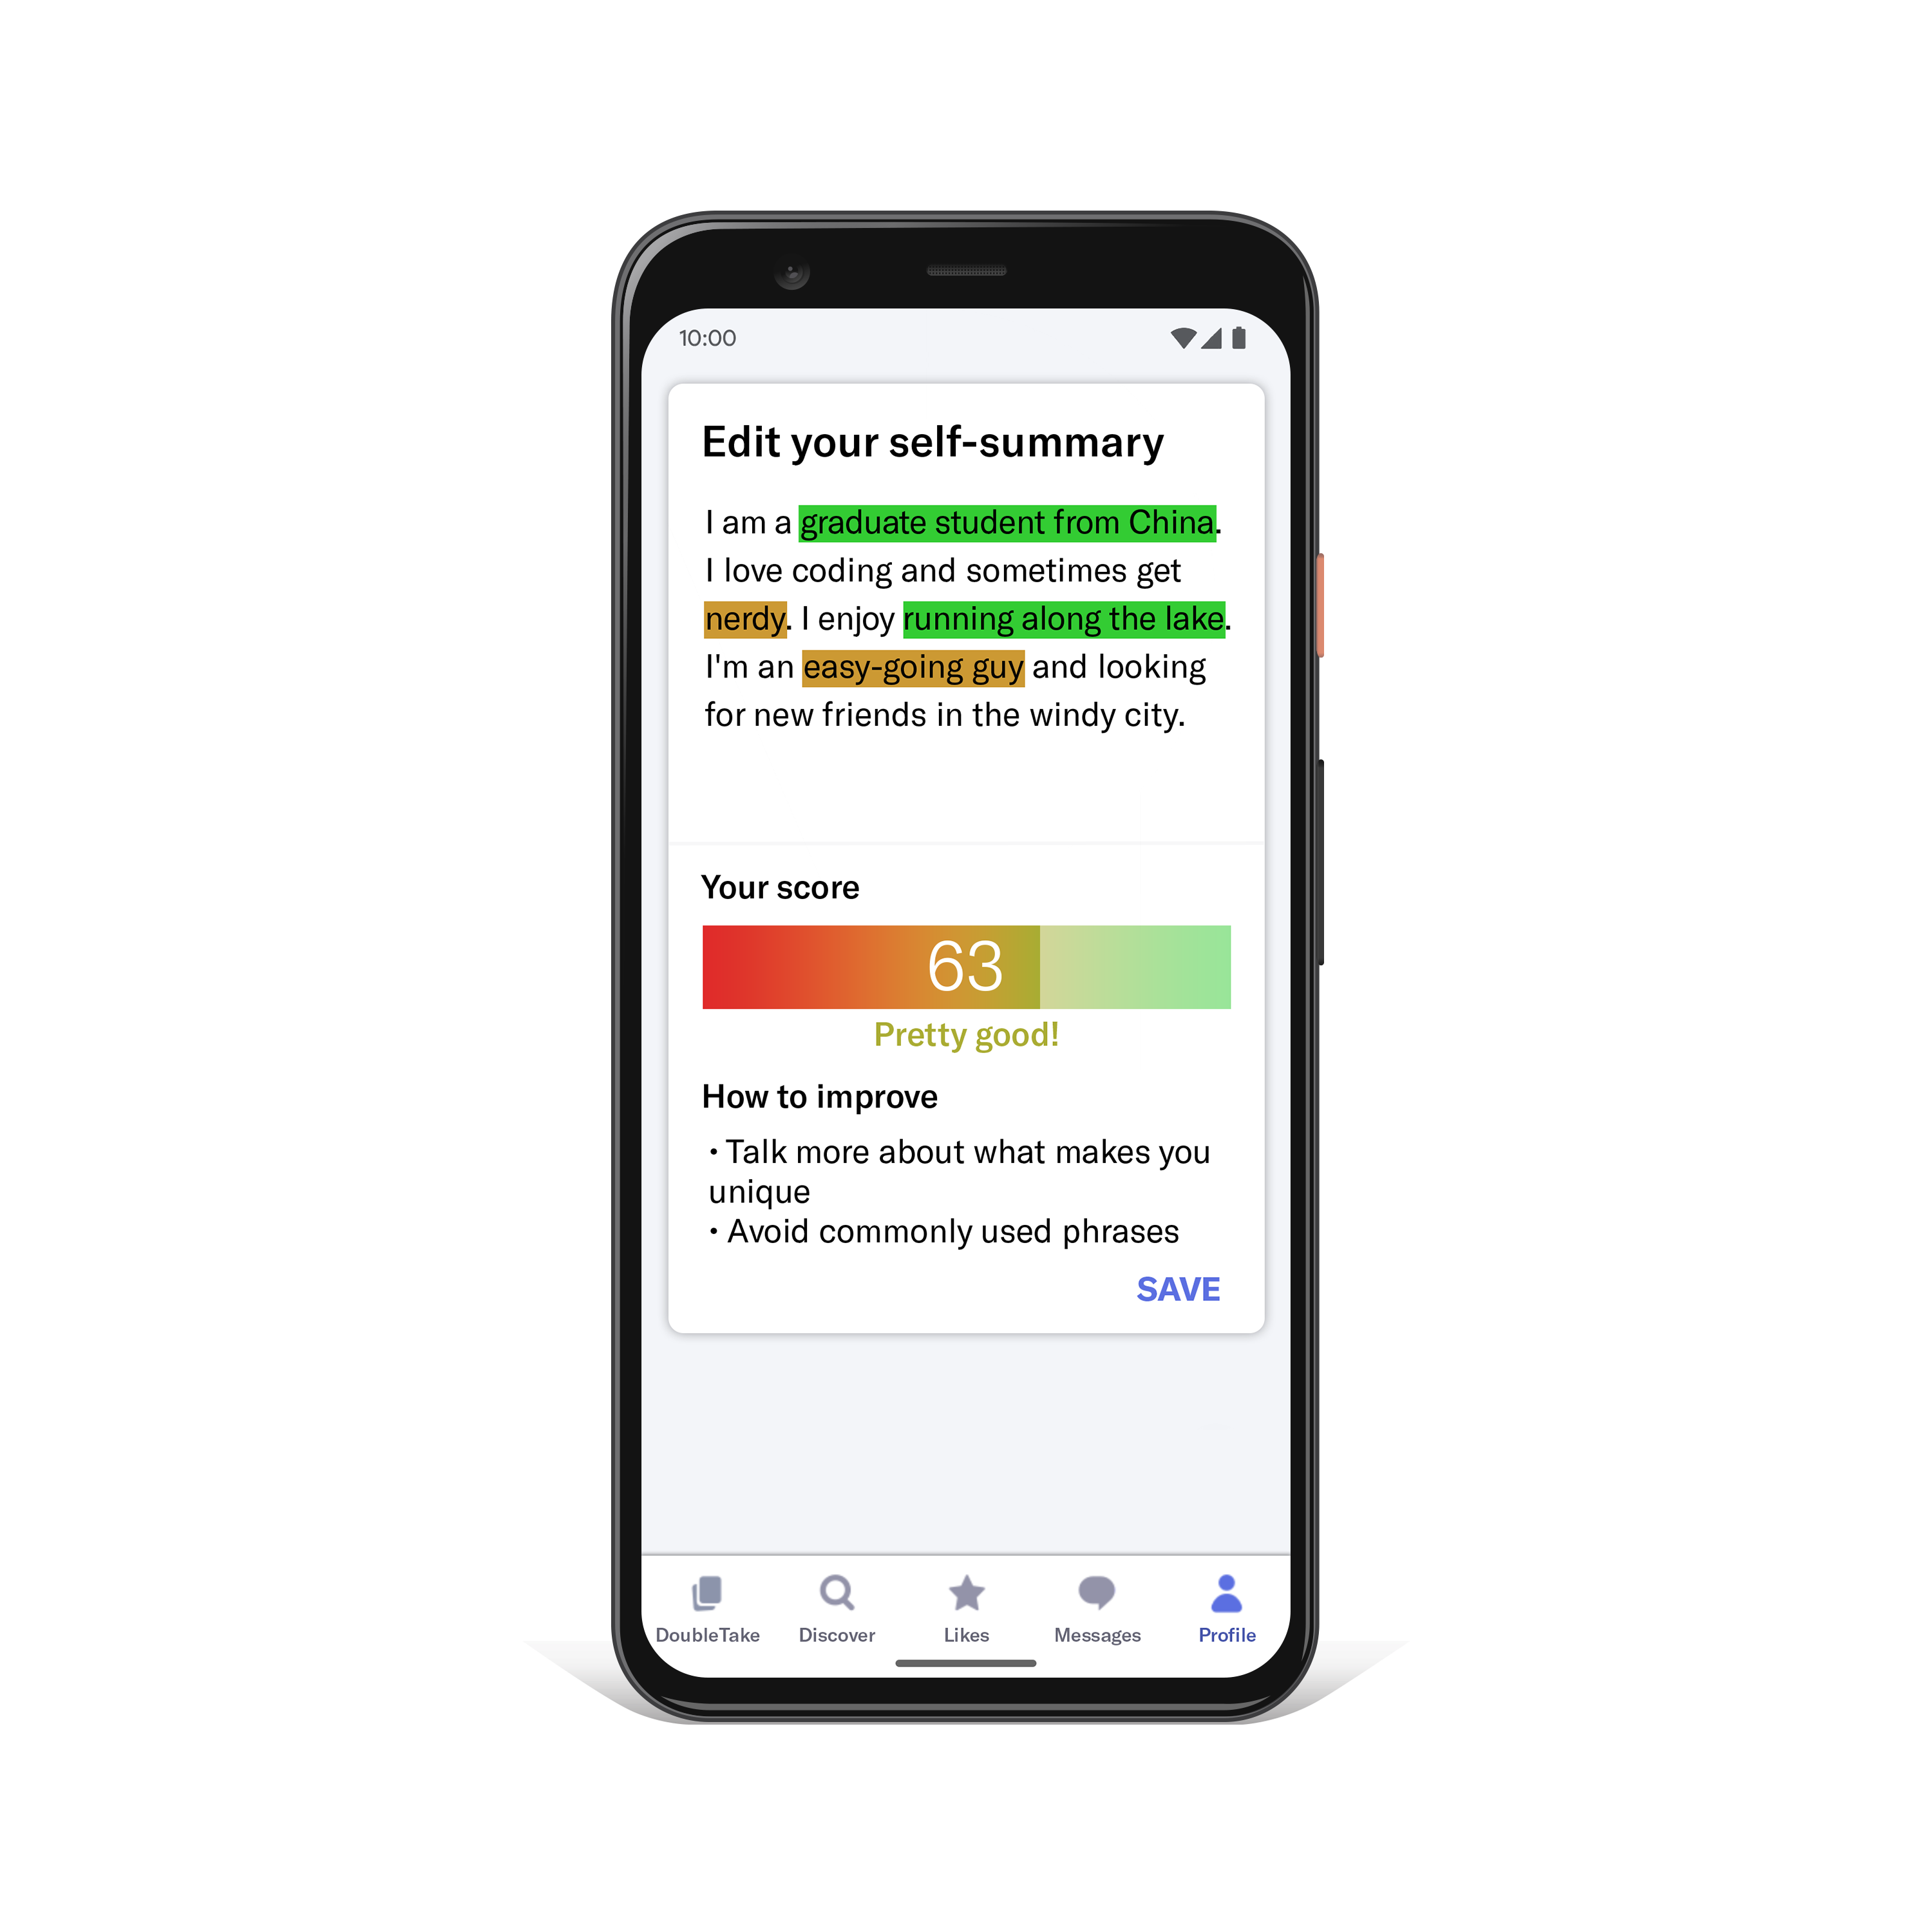 10:00
Edit your self-summary
I am a graduate student from China.
I love coding and sometimes get
nerdy. I enjoy running along the lake.
I'm an easy-going guy and looking
for new friends in the windy city.
Your score
63
Pretty good!
How to improve
• Talk more about what makes you
unique
• Avoid commonly used phrases
SAVE
DoubleTake Discover Likes Messages Profile